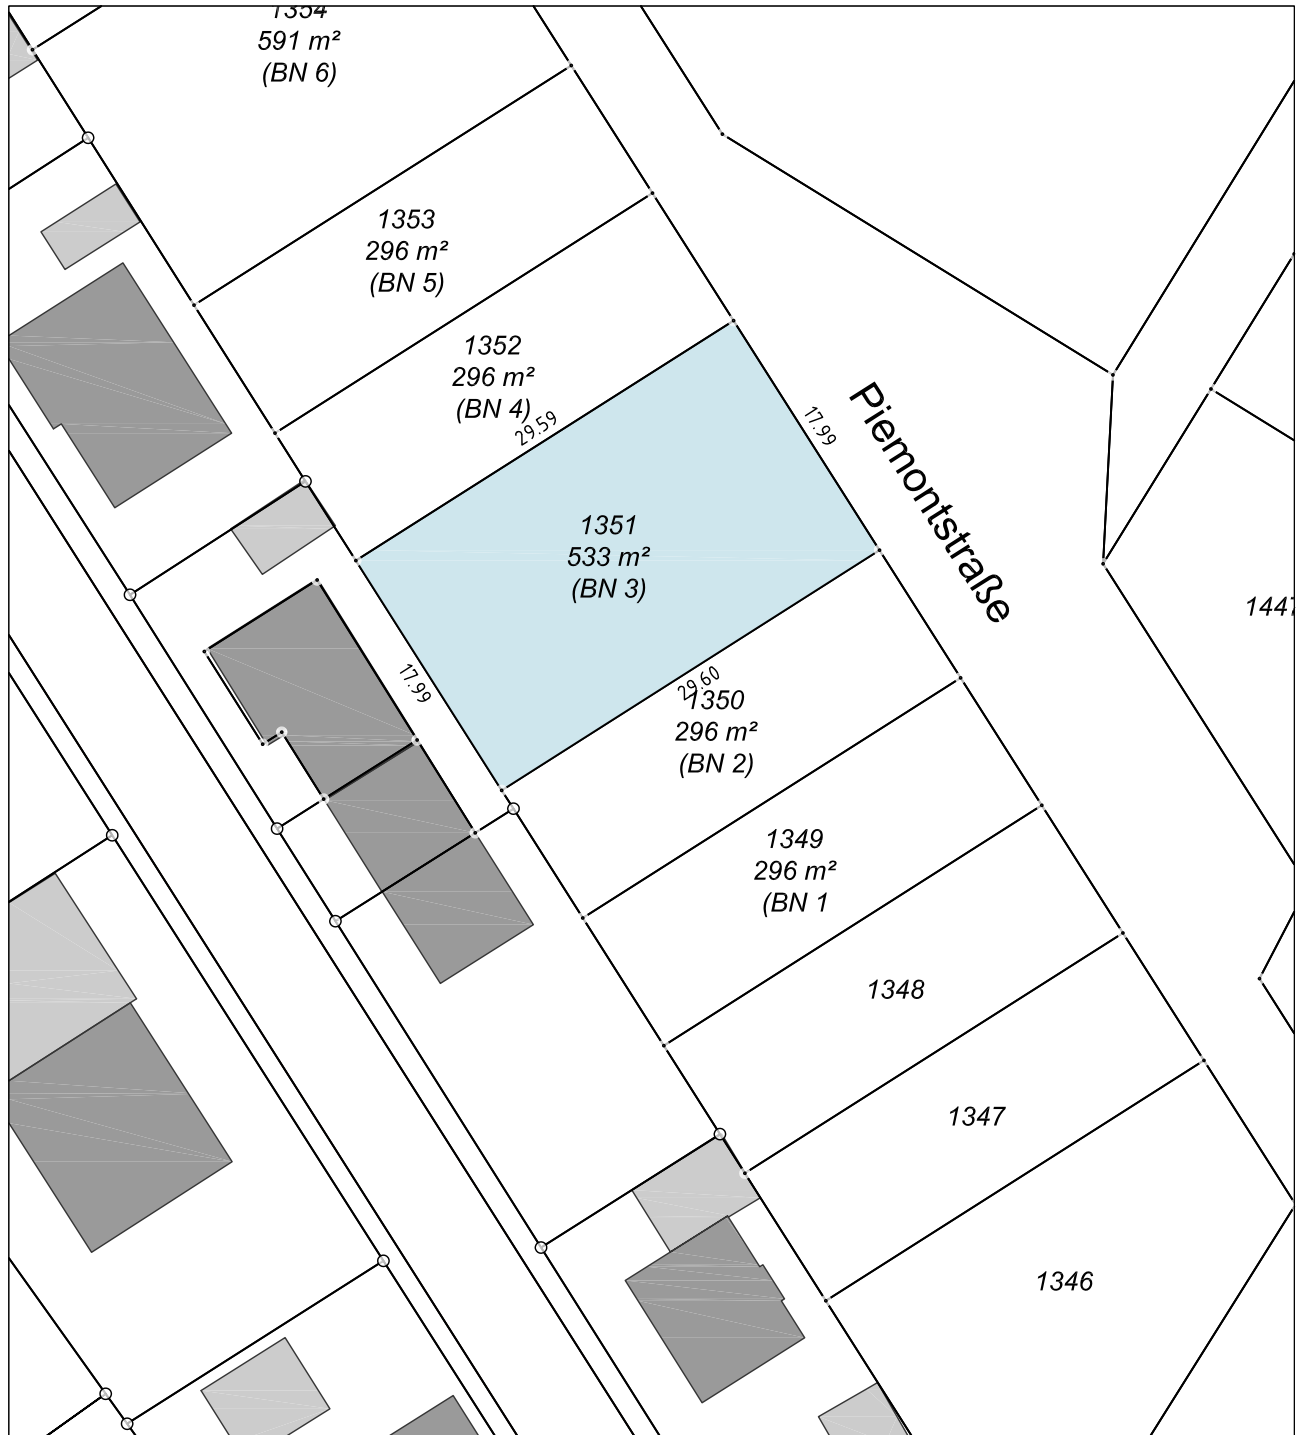 1354
591 m²
(BN 6)
1353
296 m²
(BN 5)
1352
296 m²
(BN 4)
29.59
17.99
Piemontstraße
1351
533 m²
(BN 3)
1447
17.99
29.60
1350
296 m²
(BN 2)
1349
296 m²
(BN 1
1348
1347
1346